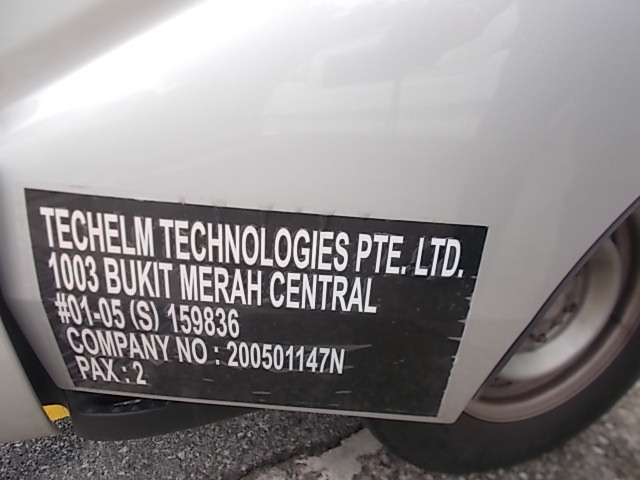 TECHELM TECHNOLOGIES PTE. LTD.
1003 BUKIT MERAH CENTRAL
#01-05 (S) 159836
COMPANY NO : 200501147N
PAX : 2